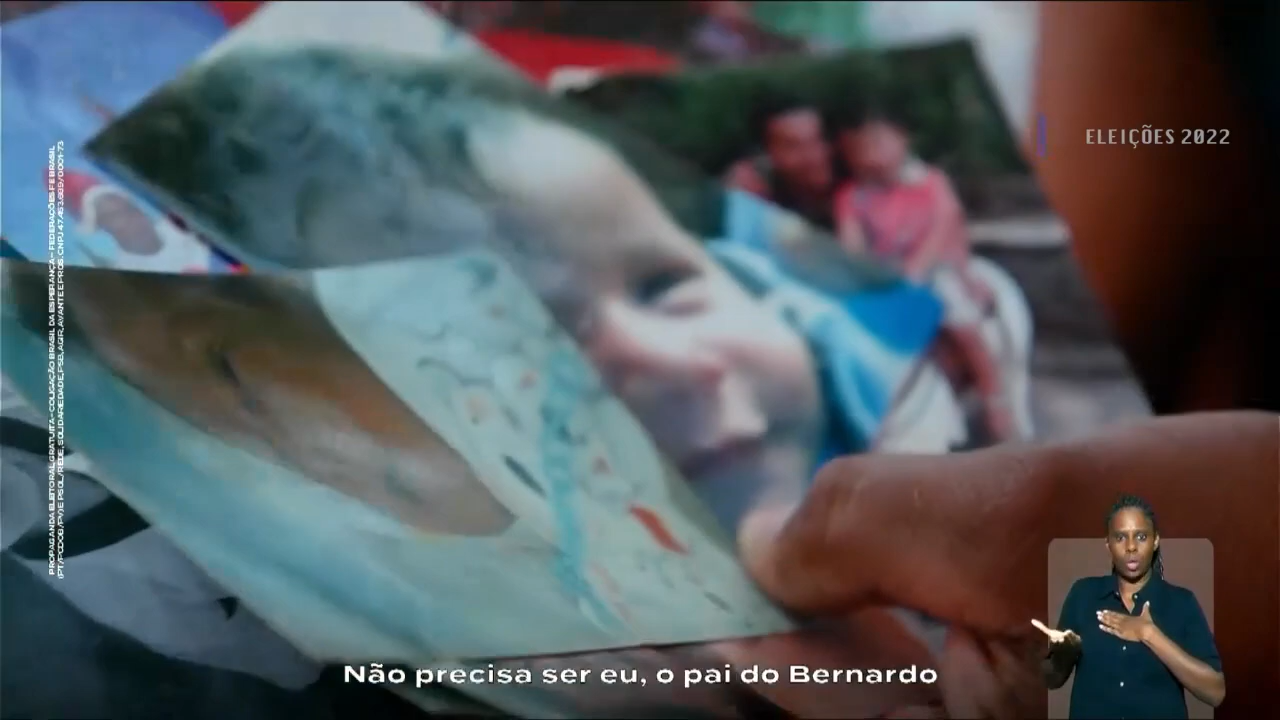 ELEIÇÕES 2022
PROPAGANDA ELEITORAL GRATUITA - COLIGAÇÃO BRASIL DA ESPERANÇA - FEDERAÇÕES FE BRASIL
(PT/PCDOB/PV) E PSOL/REDE, SOLIDARIEDADE, PSB, AGIR, AVANTE E PROS. CNPJ 47.453.689/0001-73
Não precisa ser eu, o pai do Bernardo